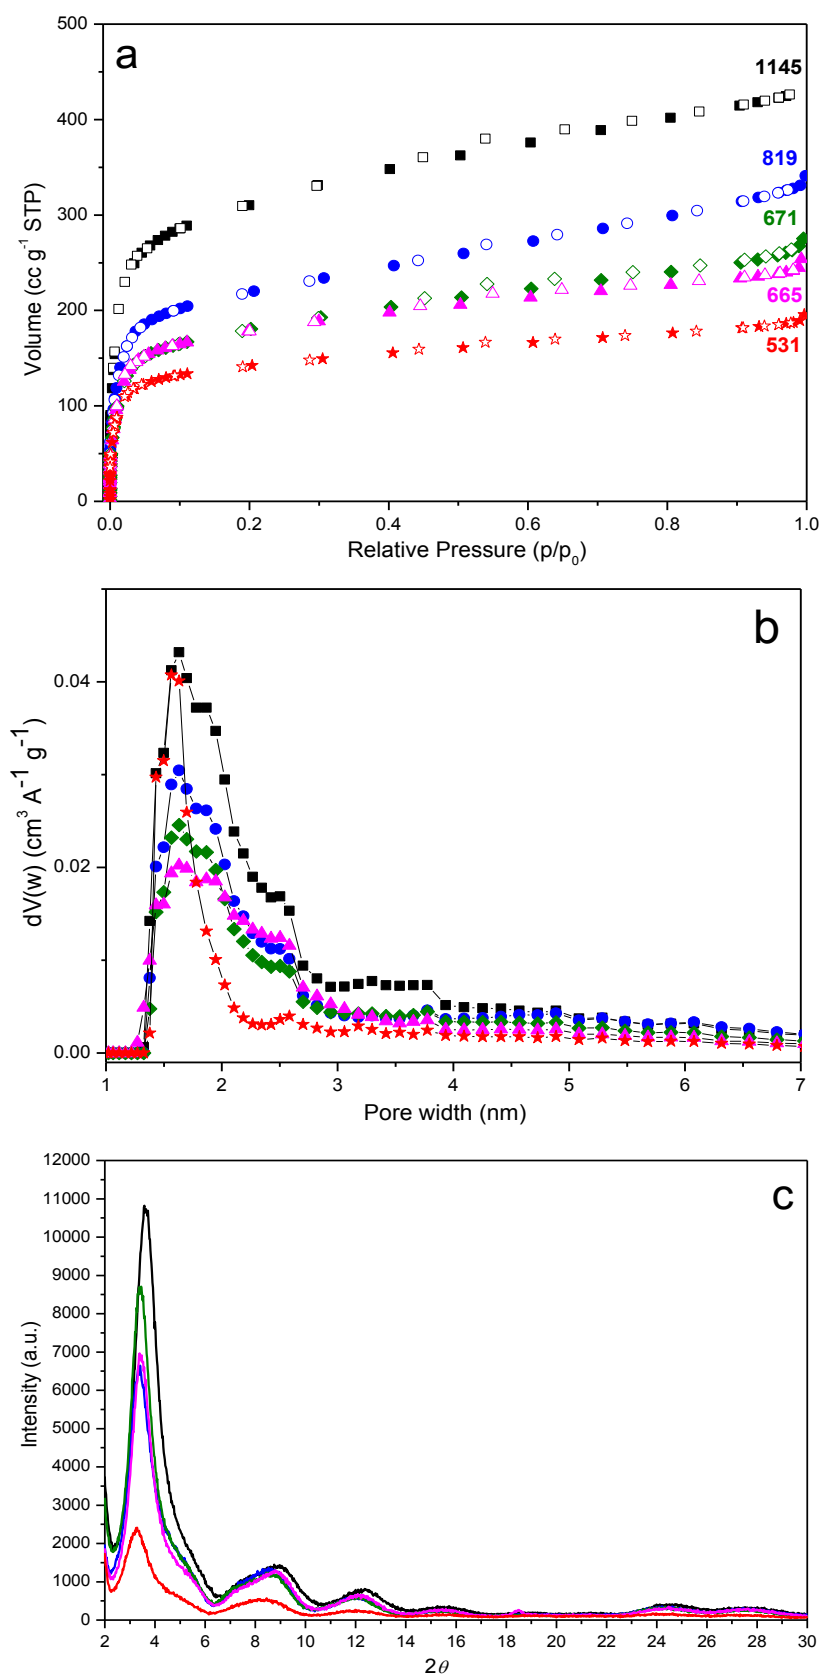 a
500
400
300
200
100
0
Volume (cc g⁻¹ STP)
1145
819
671
665
531
0.0 0.2 0.4 0.6 0.8 1.0
Relative Pressure (p/p₀)
b
0.04
0.02
0.00
dV(w) (cm³ A⁻¹ g⁻¹)
1 2 3 4 5 6 7
Pore width (nm)
c
12000
11000
10000
9000
8000
7000
6000
5000
4000
3000
2000
1000
0
Intensity (a.u.)
2 4 6 8 10 12 14 16 18 20 22 24 26 28 30
2θ